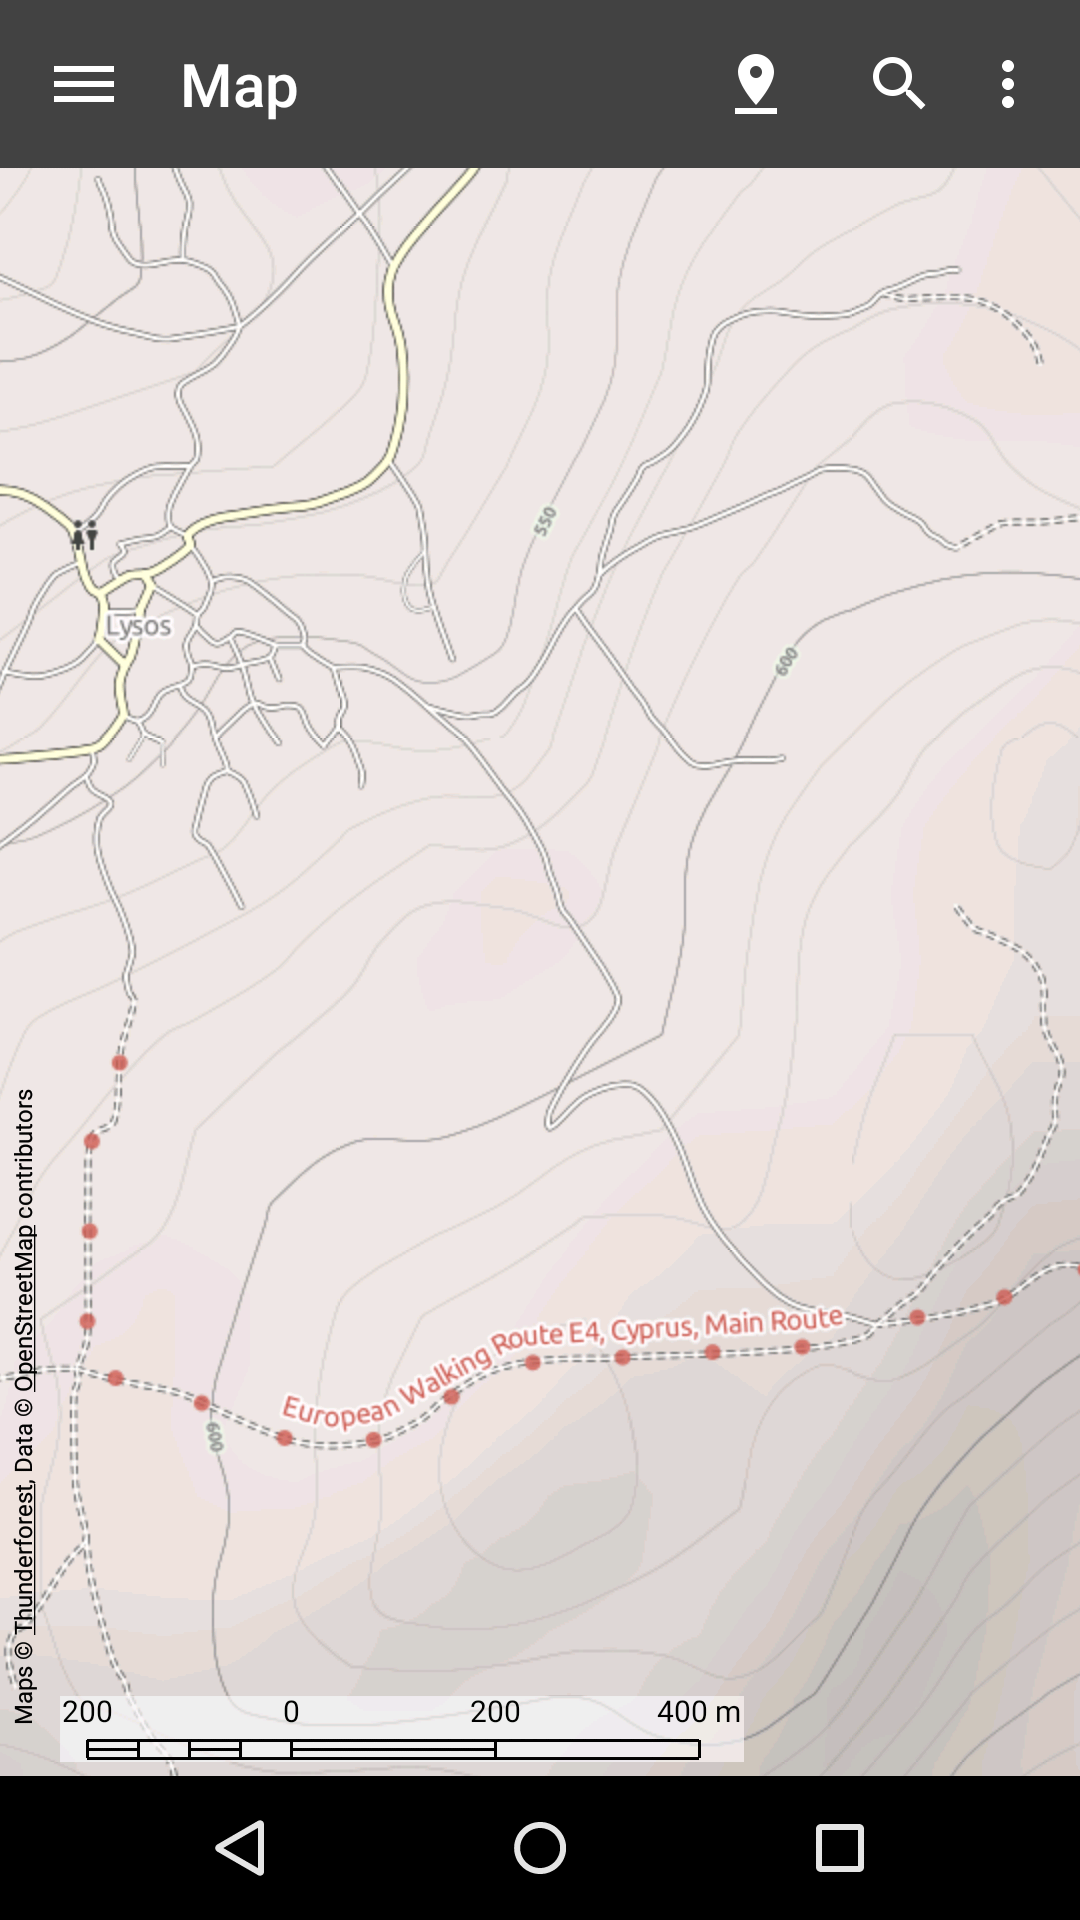 Map
550
Lysos
600
European Walking Route E4, Cyprus, Main Route
600
Maps © Thunderforest, Data © OpenStreetMap contributors
200 0 200 400 m